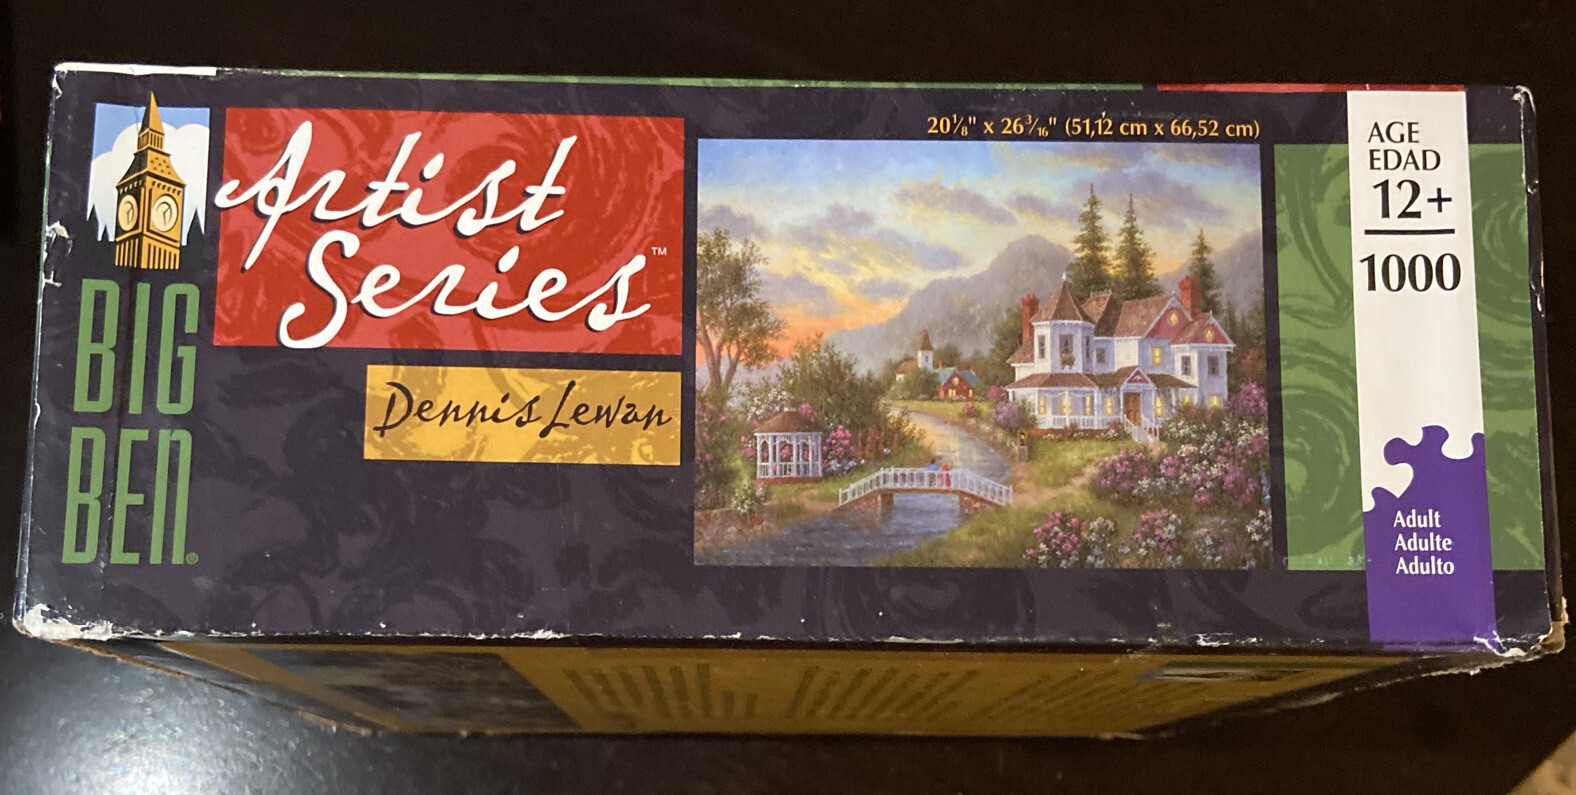 BIG
BEN®
Artist
Series™
Dennis Lewan
20⅛" x 26³⁄₁₆" (51,12 cm x 66,52 cm)
AGE
EDAD
12+
1000
Adult
Adulte
Adulto